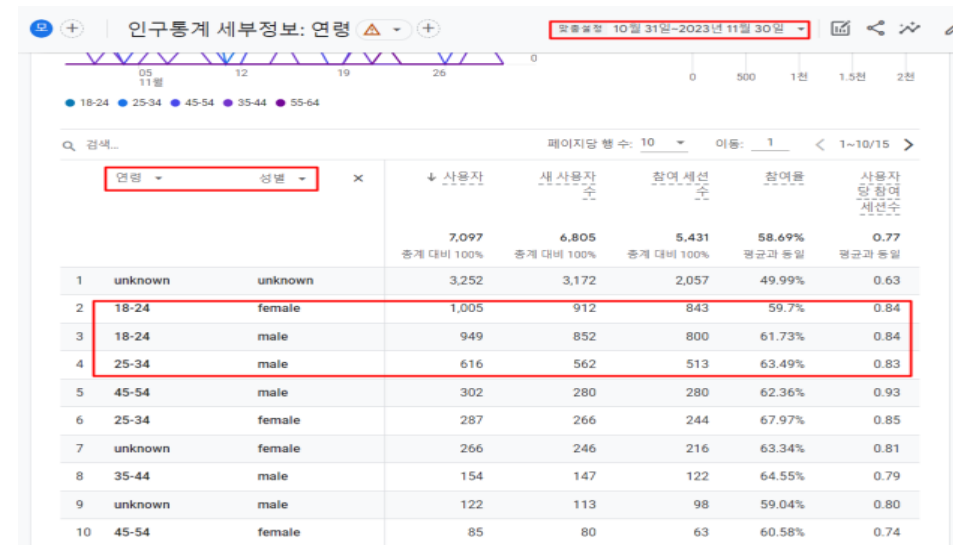 모 인구통계 세부정보: 연령 맞춤설정 10월 31일~2023년 11월 30일
0
05 12 19 26 0 500 1천 1.5천 2천
11월
18-24 25-34 45-54 35-44 55-64
검색... 페이지당 행 수: 10 이동: 1 1~10/15
연령 성별 × ↓ 사용자 새 사용자 참여 세션 참여율 사용자
수 수 당 참여
세션수
7,097 6,805 5,431 58.69% 0.77
총계 대비 100% 총계 대비 100% 총계 대비 100% 평균과 동일 평균과 동일
1 unknown unknown 3,252 3,172 2,057 49.99% 0.63
2 18-24 female 1,005 912 843 59.7% 0.84
3 18-24 male 949 852 800 61.73% 0.84
4 25-34 male 616 562 513 63.49% 0.83
5 45-54 male 302 280 280 62.36% 0.93
6 25-34 female 287 266 244 67.97% 0.85
7 unknown female 266 246 216 63.34% 0.81
8 35-44 male 154 147 122 64.55% 0.79
9 unknown male 122 113 98 59.04% 0.80
10 45-54 female 85 80 63 60.58% 0.74